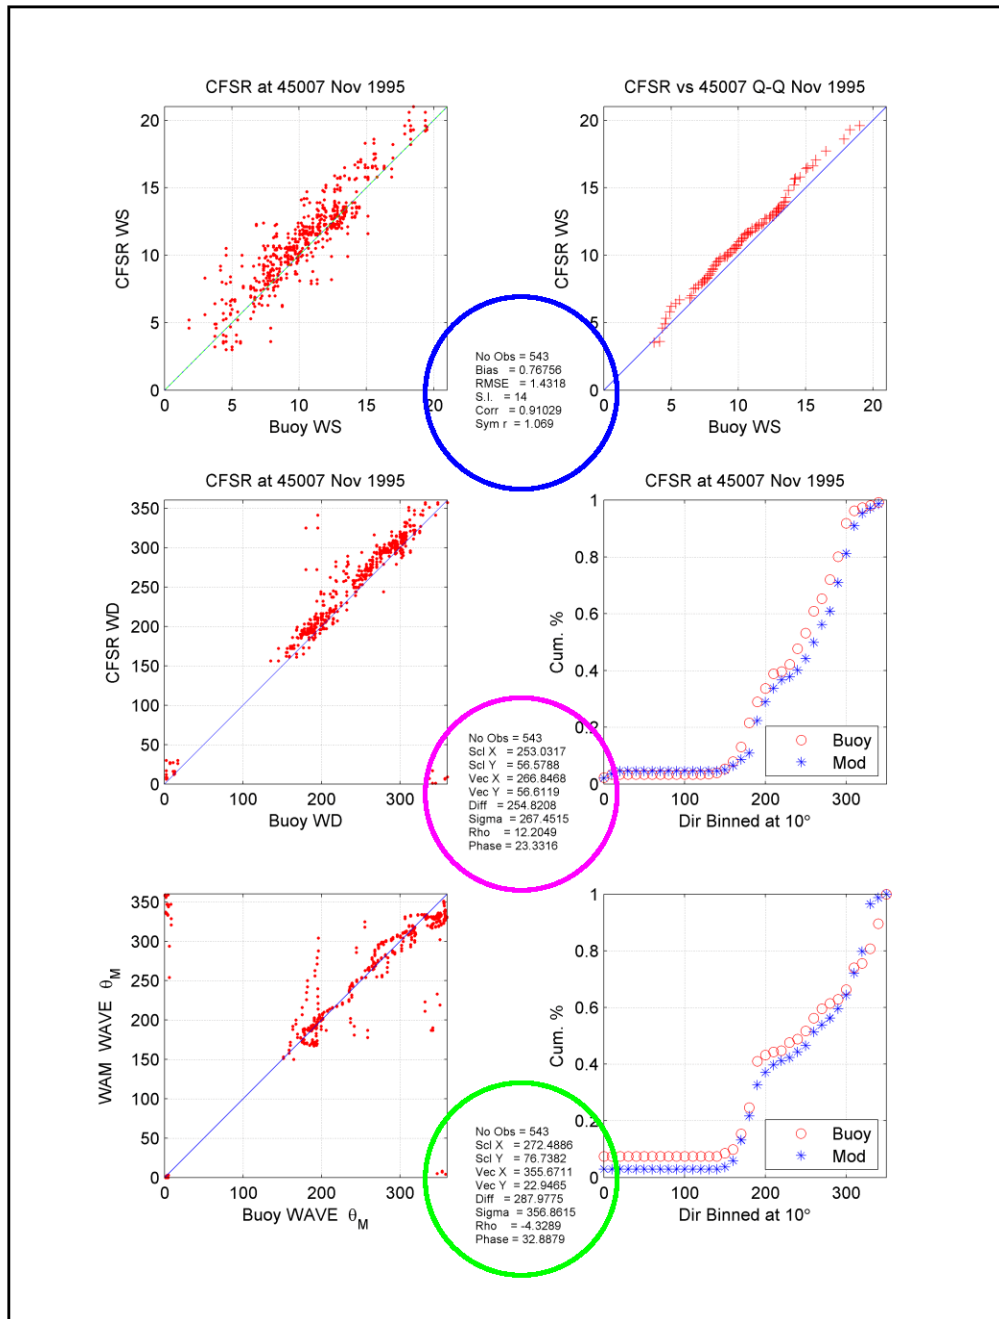 CFSR at 45007 Nov 1995
CFSR vs 45007 Q-Q Nov 1995
20
15
10
5
0
CFSR WS
0 5 10 15 20
Buoy WS
20
15
10
5
0
CFSR WS
5 10 15 20
Buoy WS
No Obs = 543
Bias = 0.76756
RMSE = 1.4318
S.I. = 14
Corr = 0.91029
Sym r = 1.069
CFSR at 45007 Nov 1995
CFSR at 45007 Nov 1995
350
300
250
200
150
100
50
0
CFSR WD
0 100 200 300
Buoy WD
1
0.8
0.6
0.4
0.2
0
Cum. %
Buoy
Mod
0 100 200 300
Dir Binned at 10°
No Obs = 543
Scl X = 253.0317
Scl Y = 56.5788
Vec X = 266.8468
Vec Y = 56.6119
Diff = 254.8208
Sigma = 267.4515
Rho = 12.2049
Phase = 23.3316
350
300
250
200
150
100
50
0
WAM WAVE θM
0 100 200 300
Buoy WAVE θM
1
0.8
0.6
0.4
0.2
0
Cum. %
Buoy
Mod
0 100 200 300
Dir Binned at 10°
No Obs = 543
Scl X = 272.4886
Scl Y = 76.7382
Vec X = 355.6711
Vec Y = 22.9465
Diff = 287.9775
Sigma = 356.8615
Rho = -4.3289
Phase = 32.8879